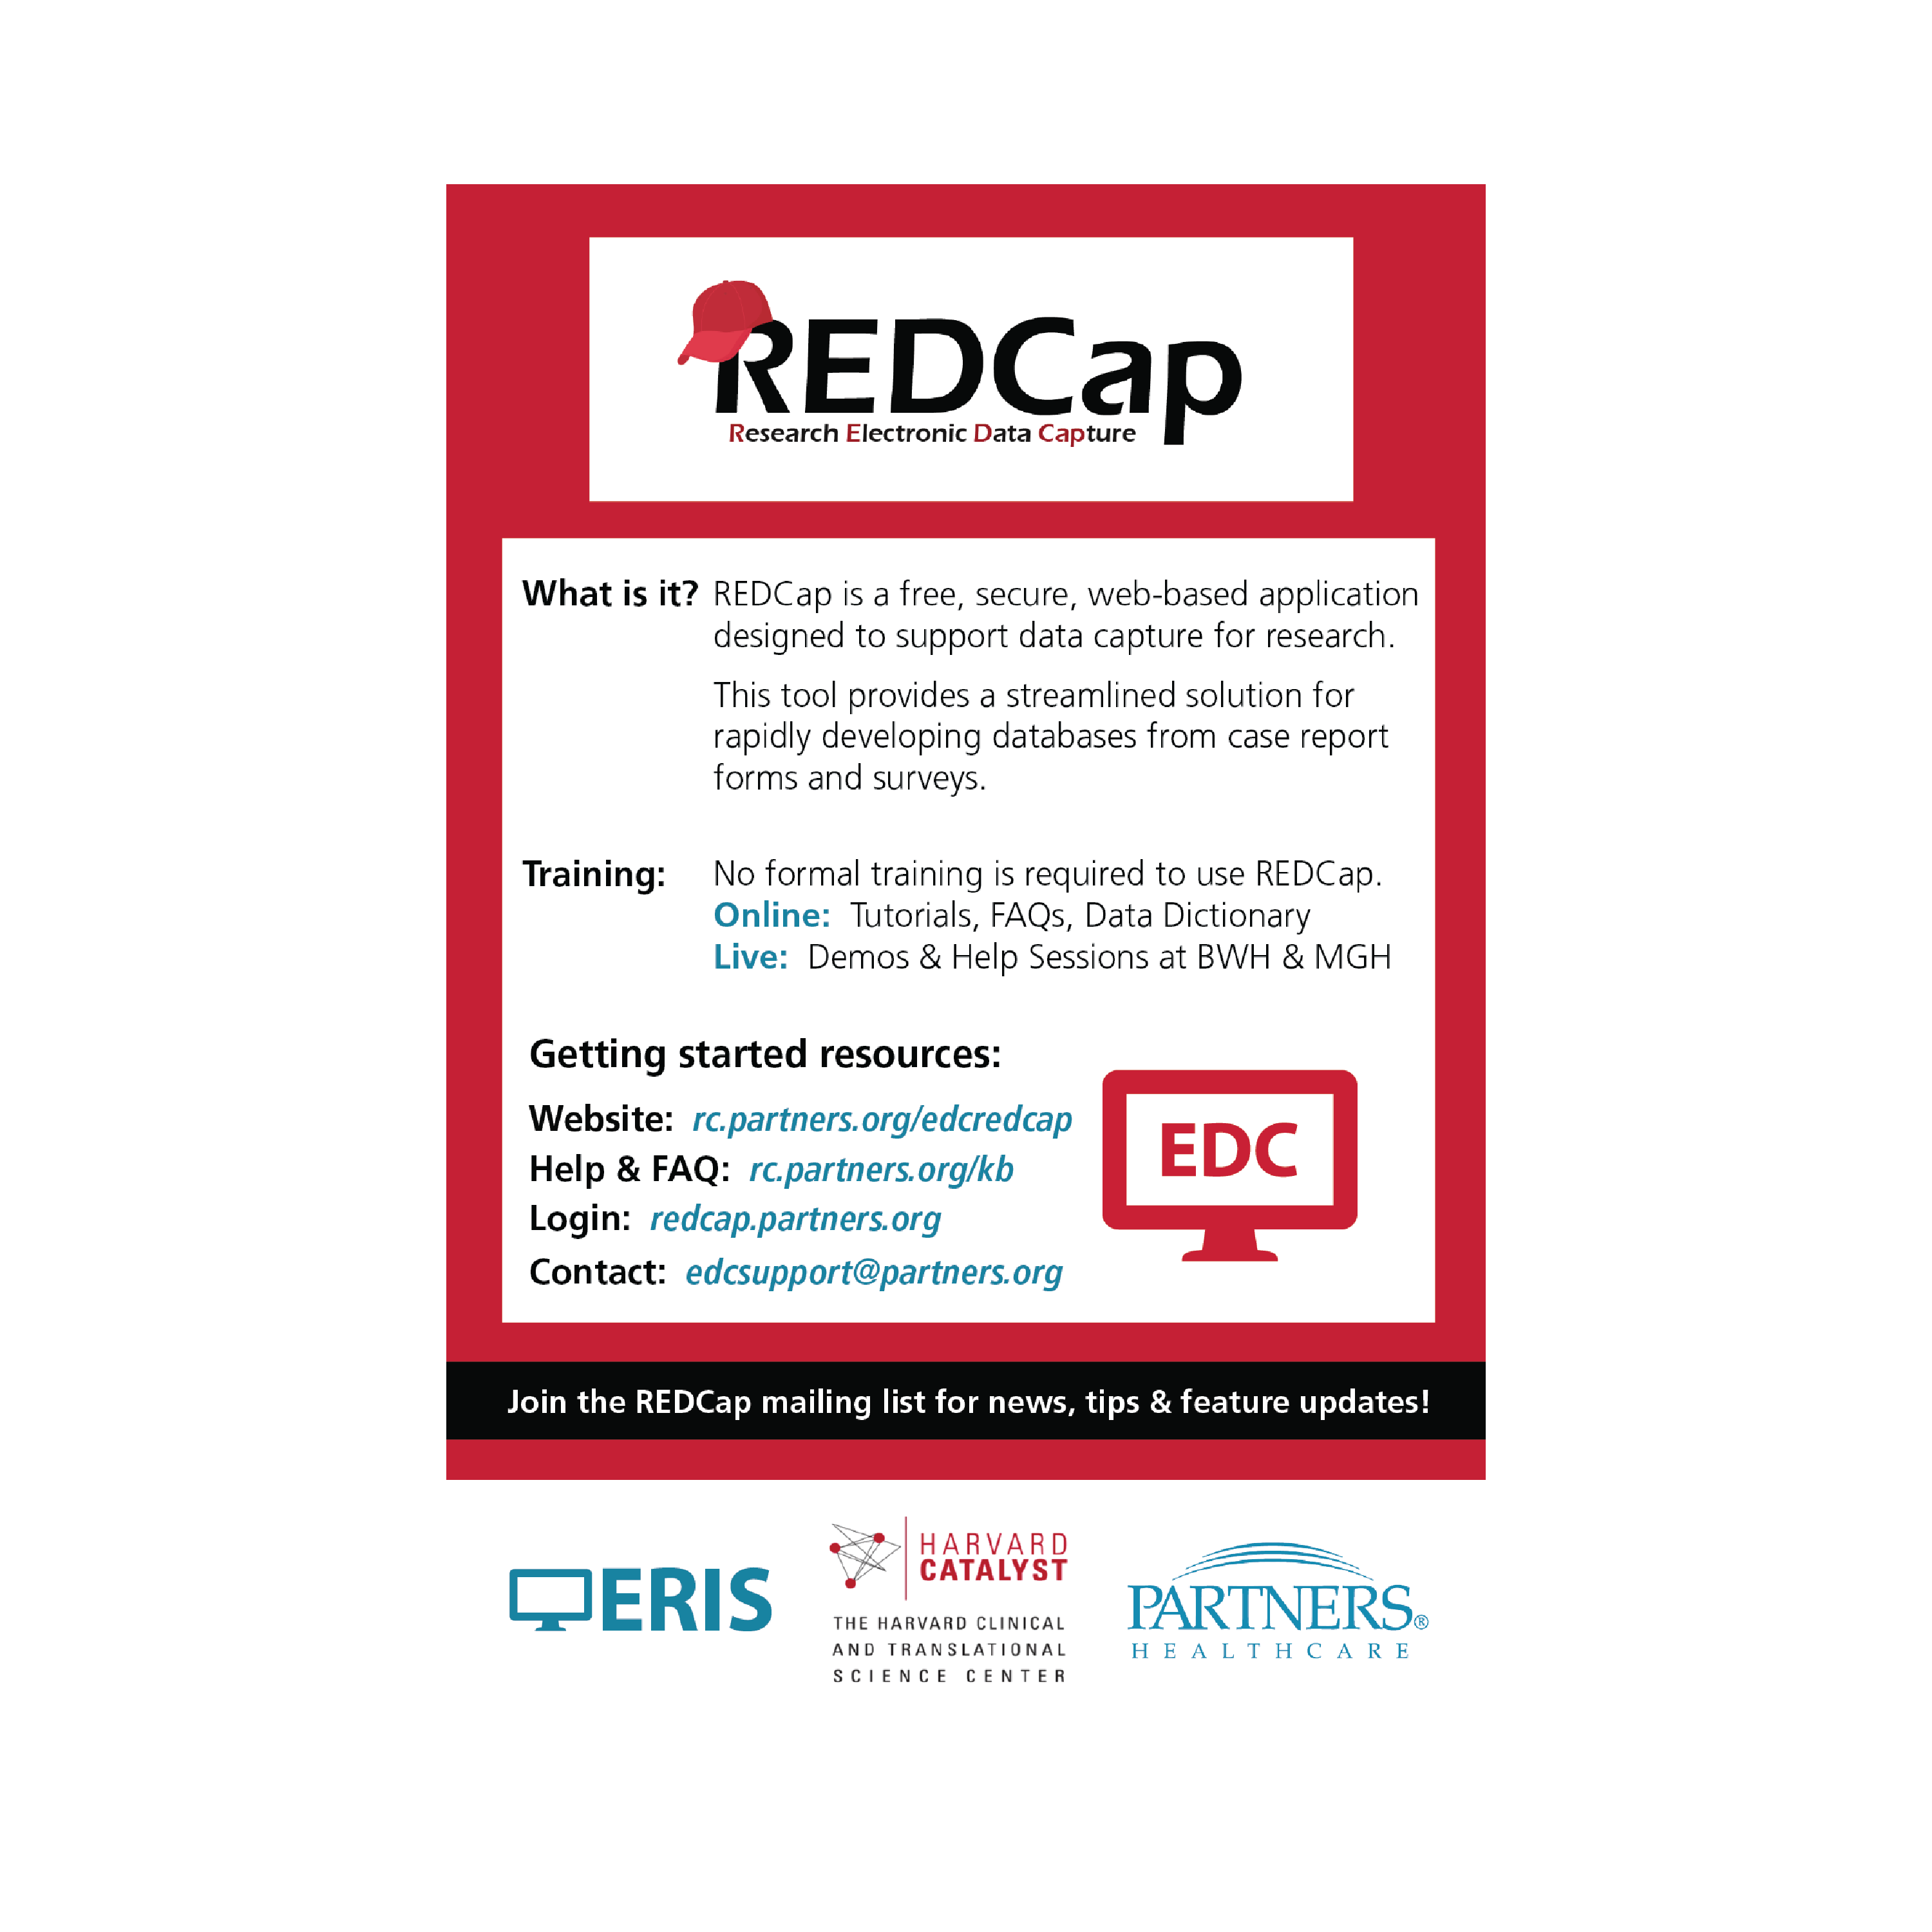 REDCap
Research Electronic Data Capture
What is it? REDCap is a free, secure, web-based application
designed to support data capture for research.
This tool provides a streamlined solution for
rapidly developing databases from case report
forms and surveys.
Training: No formal training is required to use REDCap.
Online: Tutorials, FAQs, Data Dictionary
Live: Demos & Help Sessions at BWH & MGH
Getting started resources:
Website: rc.partners.org/edcredcap
Help & FAQ: rc.partners.org/kb
Login: redcap.partners.org
Contact: edcsupport@partners.org
EDC
Join the REDCap mailing list for news, tips & feature updates!
ERIS
HARVARD
CATALYST
THE HARVARD CLINICAL
AND TRANSLATIONAL
SCIENCE CENTER
PARTNERS®
HEALTHCARE